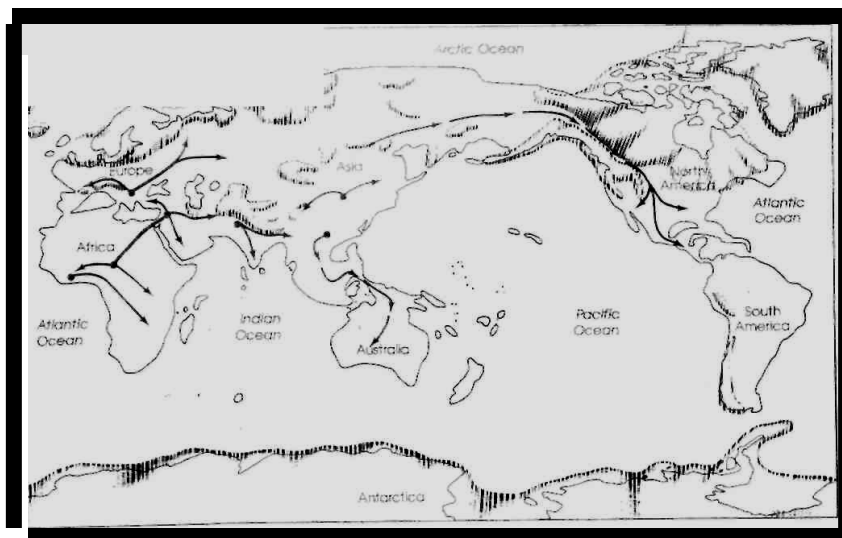 Arctic Ocean
Europe
Asia
North
America
Atlantic
Ocean
Africa
Atlantic
Ocean
Indian
Ocean
Pacific
Ocean
South
America
Australia
Antarctica